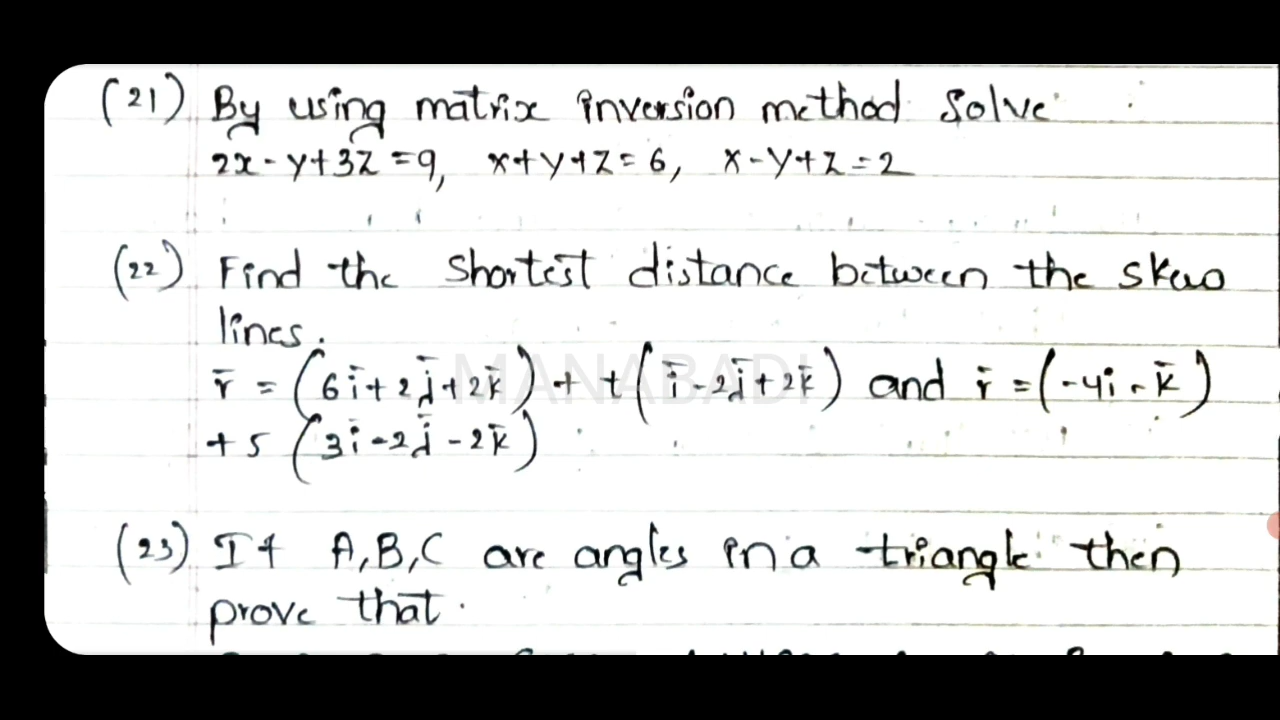 (21) By using matrix inversion method solve
2x - y + 3z = 9, x + y + z = 6, x - y + z = 2
(22) Find the shortest distance between the skew
lines.
r̄ = (6ī + 2j̄ + 2k̄) + t(ī - 2j̄ + 2k̄) and r̄ = (-4i - k̄)
+ s (3ī - 2j̄ - 2k̄)
MANABADI
(23) If A, B, C are angles in a triangle then
prove that.